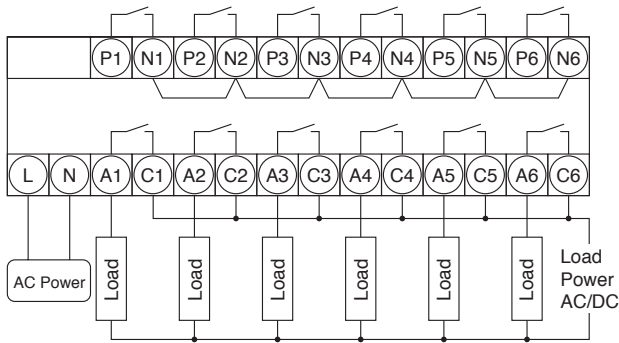 P1 N1 P2 N2 P3 N3 P4 N4 P5 N5 P6 N6
L N A1 C1 A2 C2 A3 C3 A4 C4 A5 C5 A6 C6
AC Power
Load
Load
Load
Load
Load
Load
Load
Power
AC/DC